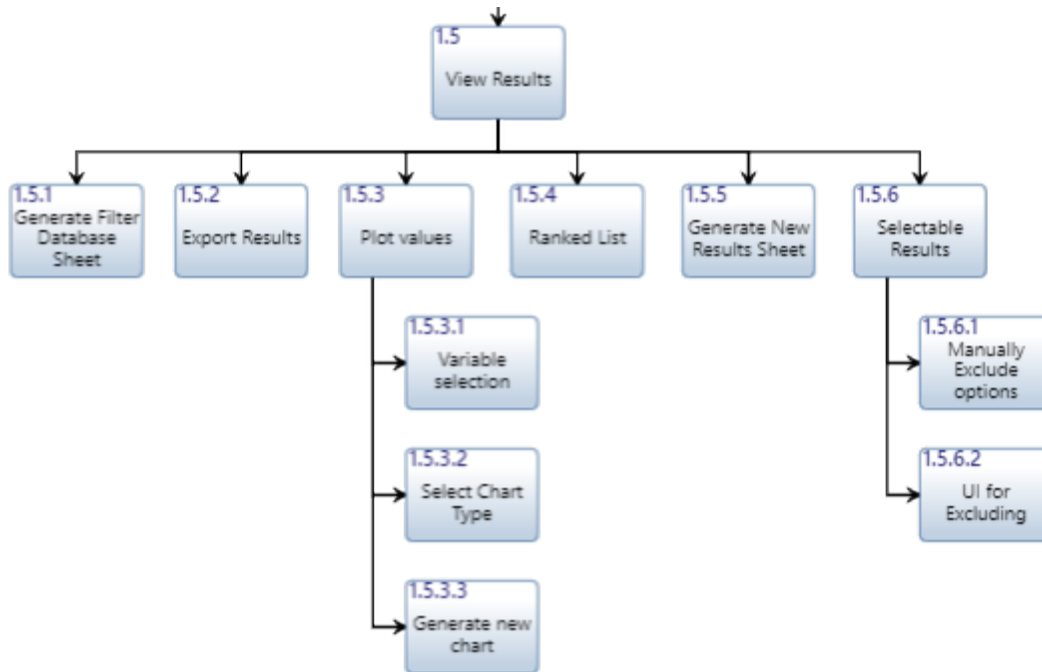 1.5
View Results
1.5.1
Generate Filter
Database
Sheet
1.5.2
Export Results
1.5.3
Plot values
1.5.4
Ranked List
1.5.5
Generate New
Results Sheet
1.5.6
Selectable
Results
1.5.3.1
Variable
selection
1.5.3.2
Select Chart
Type
1.5.3.3
Generate new
chart
1.5.6.1
Manually
Exclude
options
1.5.6.2
UI for
Excluding